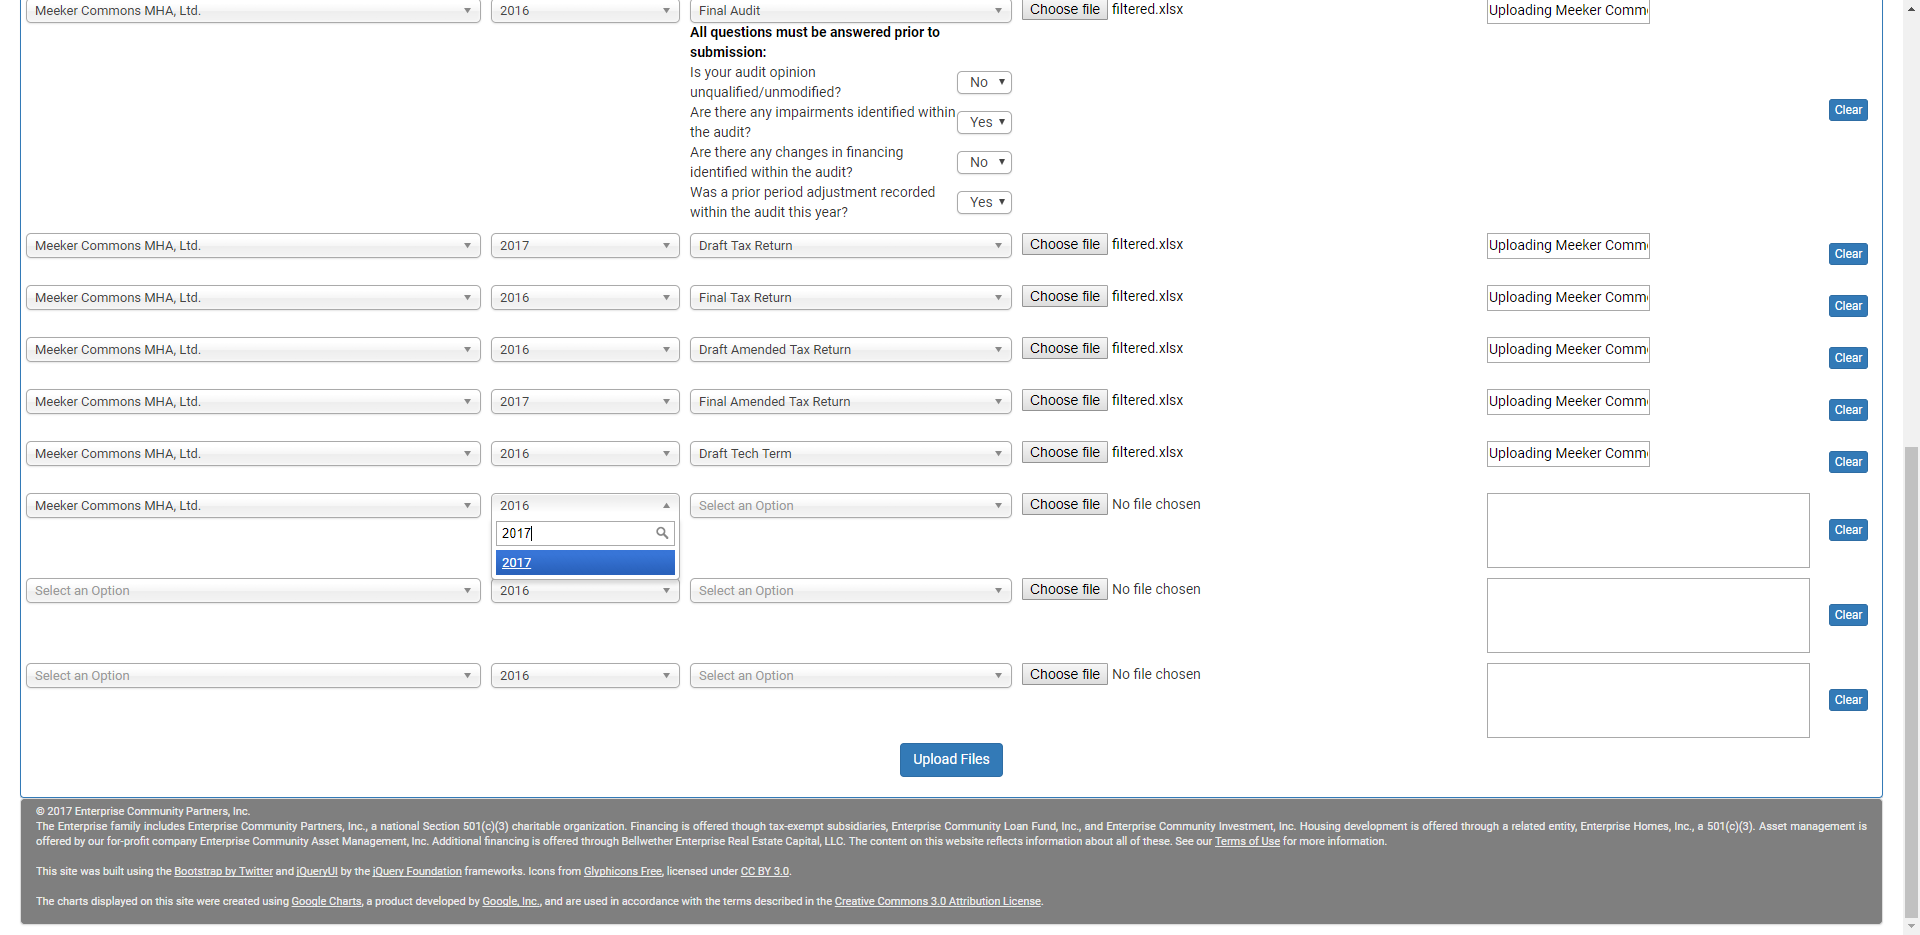 Meeker Commons MHA, Ltd. 2016 Final Audit Choose file filtered.xlsx Uploading Meeker Comm
All questions must be answered prior to
submission:
Is your audit opinion
unqualified/unmodified? No
Are there any impairments identified within
the audit? Yes
Clear
Are there any changes in financing
identified within the audit? No
Was a prior period adjustment recorded
within the audit this year? Yes
Meeker Commons MHA, Ltd. 2017 Draft Tax Return Choose file filtered.xlsx Uploading Meeker Comm Clear
Meeker Commons MHA, Ltd. 2016 Final Tax Return Choose file filtered.xlsx Uploading Meeker Comm Clear
Meeker Commons MHA, Ltd. 2016 Draft Amended Tax Return Choose file filtered.xlsx Uploading Meeker Comm Clear
Meeker Commons MHA, Ltd. 2017 Final Amended Tax Return Choose file filtered.xlsx Uploading Meeker Comm Clear
Meeker Commons MHA, Ltd. 2016 Draft Tech Term Choose file filtered.xlsx Uploading Meeker Comm Clear
Meeker Commons MHA, Ltd. 2016 Select an Option Choose file No file chosen Clear
2017
2017
Select an Option 2016 Select an Option Choose file No file chosen Clear
Select an Option 2016 Select an Option Choose file No file chosen Clear
Upload Files
© 2017 Enterprise Community Partners, Inc.
The Enterprise family includes Enterprise Community Partners, Inc., a national Section 501(c)(3) charitable organization. Financing is offered though tax-exempt subsidiaries, Enterprise Community Loan Fund, Inc., and Enterprise Community Investment, Inc. Housing development is offered through a related entity, Enterprise Homes, Inc., a 501(c)(3). Asset management is
offered by our for-profit company Enterprise Community Asset Management, Inc. Additional financing is offered through Bellwether Enterprise Real Estate Capital, LLC. The content on this website reflects information about all of these. See our Terms of Use for more information.
This site was built using the Bootstrap by Twitter and jQueryUI by the jQuery Foundation frameworks. Icons from Glyphicons Free, licensed under CC BY 3.0.
The charts displayed on this site were created using Google Charts, a product developed by Google, Inc., and are used in accordance with the terms described in the Creative Commons 3.0 Attribution License.